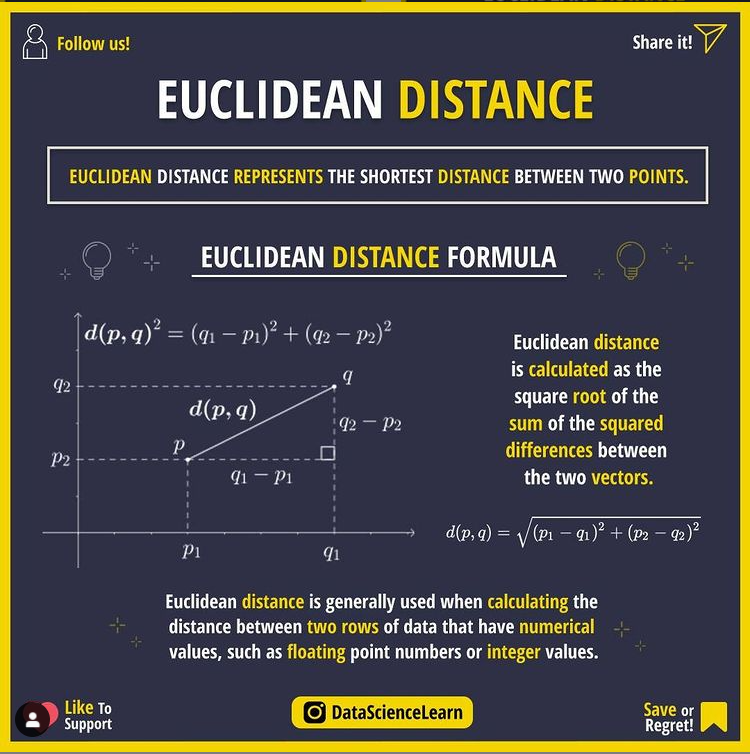 Follow us!
Share it!
EUCLIDEAN DISTANCE
EUCLIDEAN DISTANCE REPRESENTS THE SHORTEST DISTANCE BETWEEN TWO POINTS.
EUCLIDEAN DISTANCE FORMULA
d(p, q)² = (q₁ − p₁)² + (q₂ − p₂)²
q₂
q
d(p, q)
q₂ − p₂
p
p₂
q₁ − p₁
p₁
q₁
Euclidean distance
is calculated as the
square root of the
sum of the squared
differences between
the two vectors.
d(p, q) = √(p₁ − q₁)² + (p₂ − q₂)²
Euclidean distance is generally used when calculating the
distance between two rows of data that have numerical
values, such as floating point numbers or integer values.
Like To
Support
DataScienceLearn
Save or
Regret!